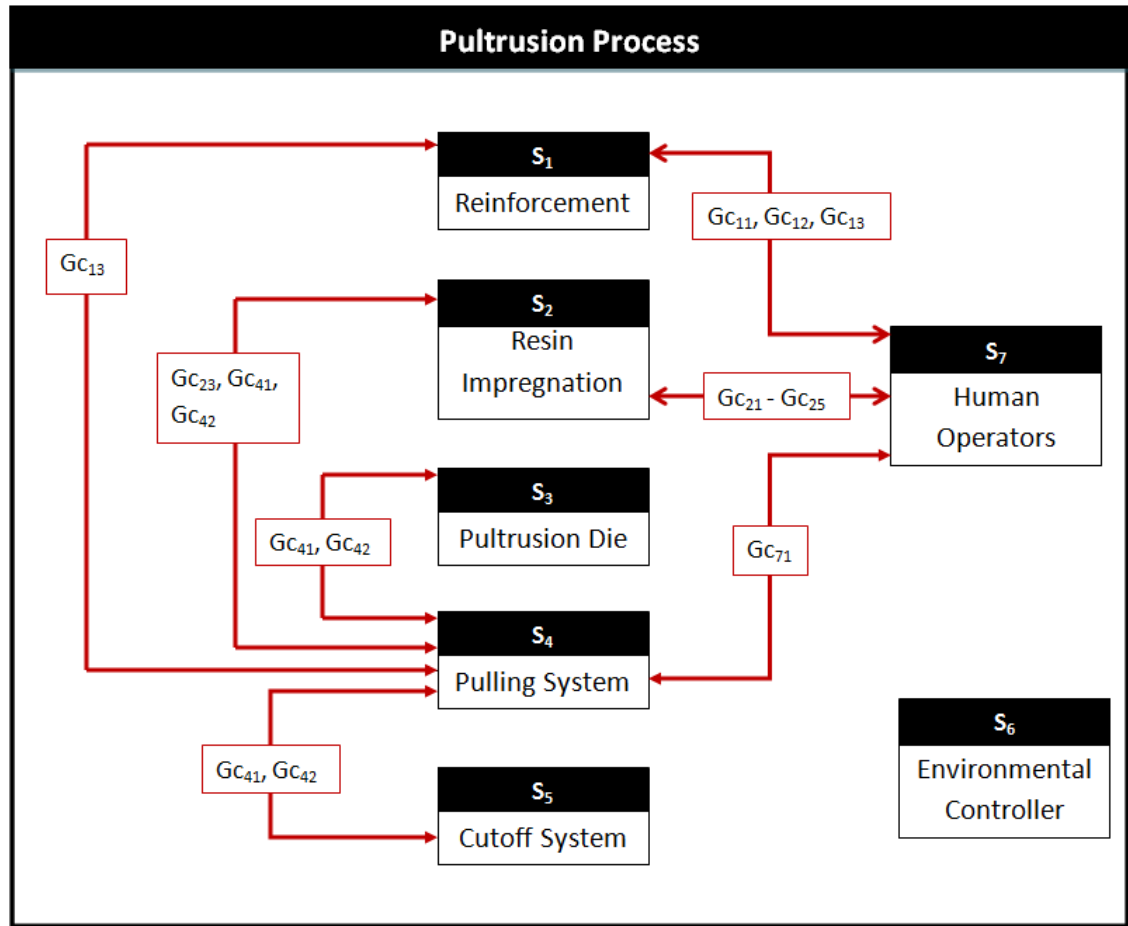 Pultrusion Process
S₁
Reinforcement
Gc₁₁, Gc₁₂, Gc₁₃
Gc₁₃
S₂
Resin
Impregnation
S₇
Human
Operators
Gc₂₃, Gc₄₁,
Gc₄₂
Gc₂₁ - Gc₂₅
S₃
Pultrusion Die
Gc₄₁, Gc₄₂
Gc₇₁
S₄
Pulling System
S₆
Environmental
Controller
Gc₄₁, Gc₄₂
S₅
Cutoff System